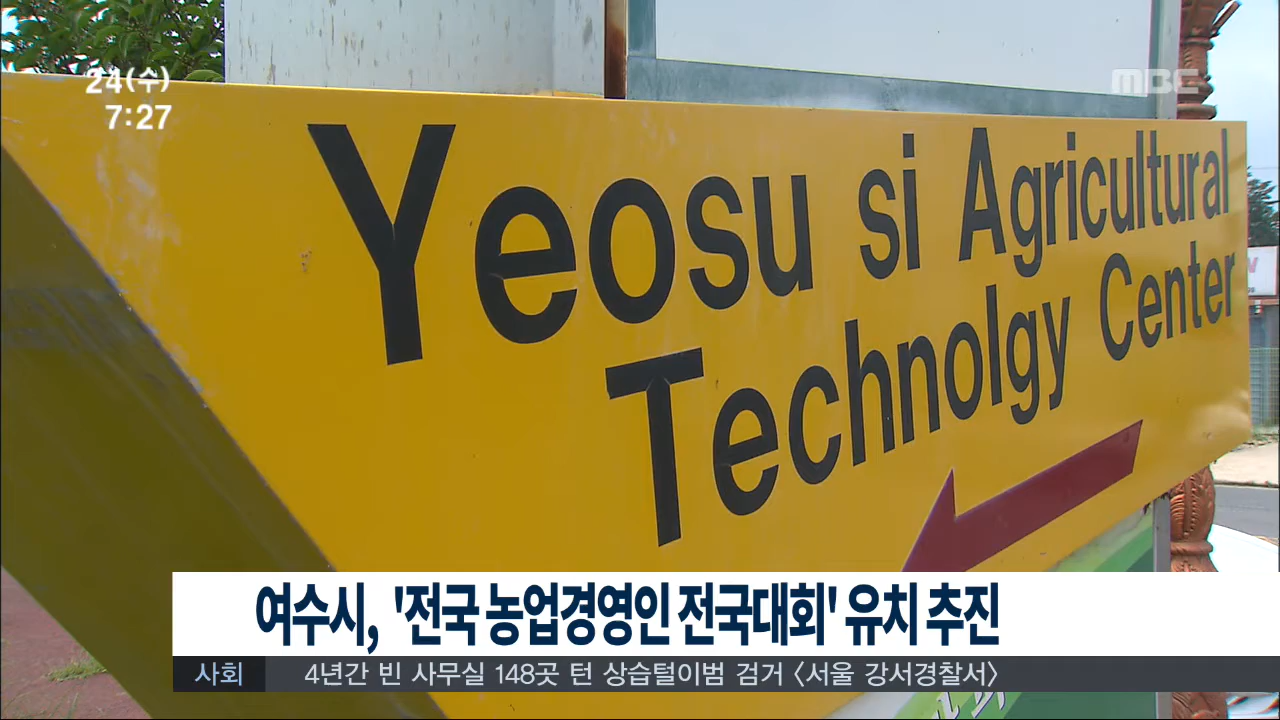 24(수)
7:27
MBC
Yeosu si Agricultural
Technolgy Center
여수시, '전국 농업경영인 전국대회' 유치 추진
사회 4년간 빈 사무실 148곳 턴 상습털이범 검거 〈서울 강서경찰서〉